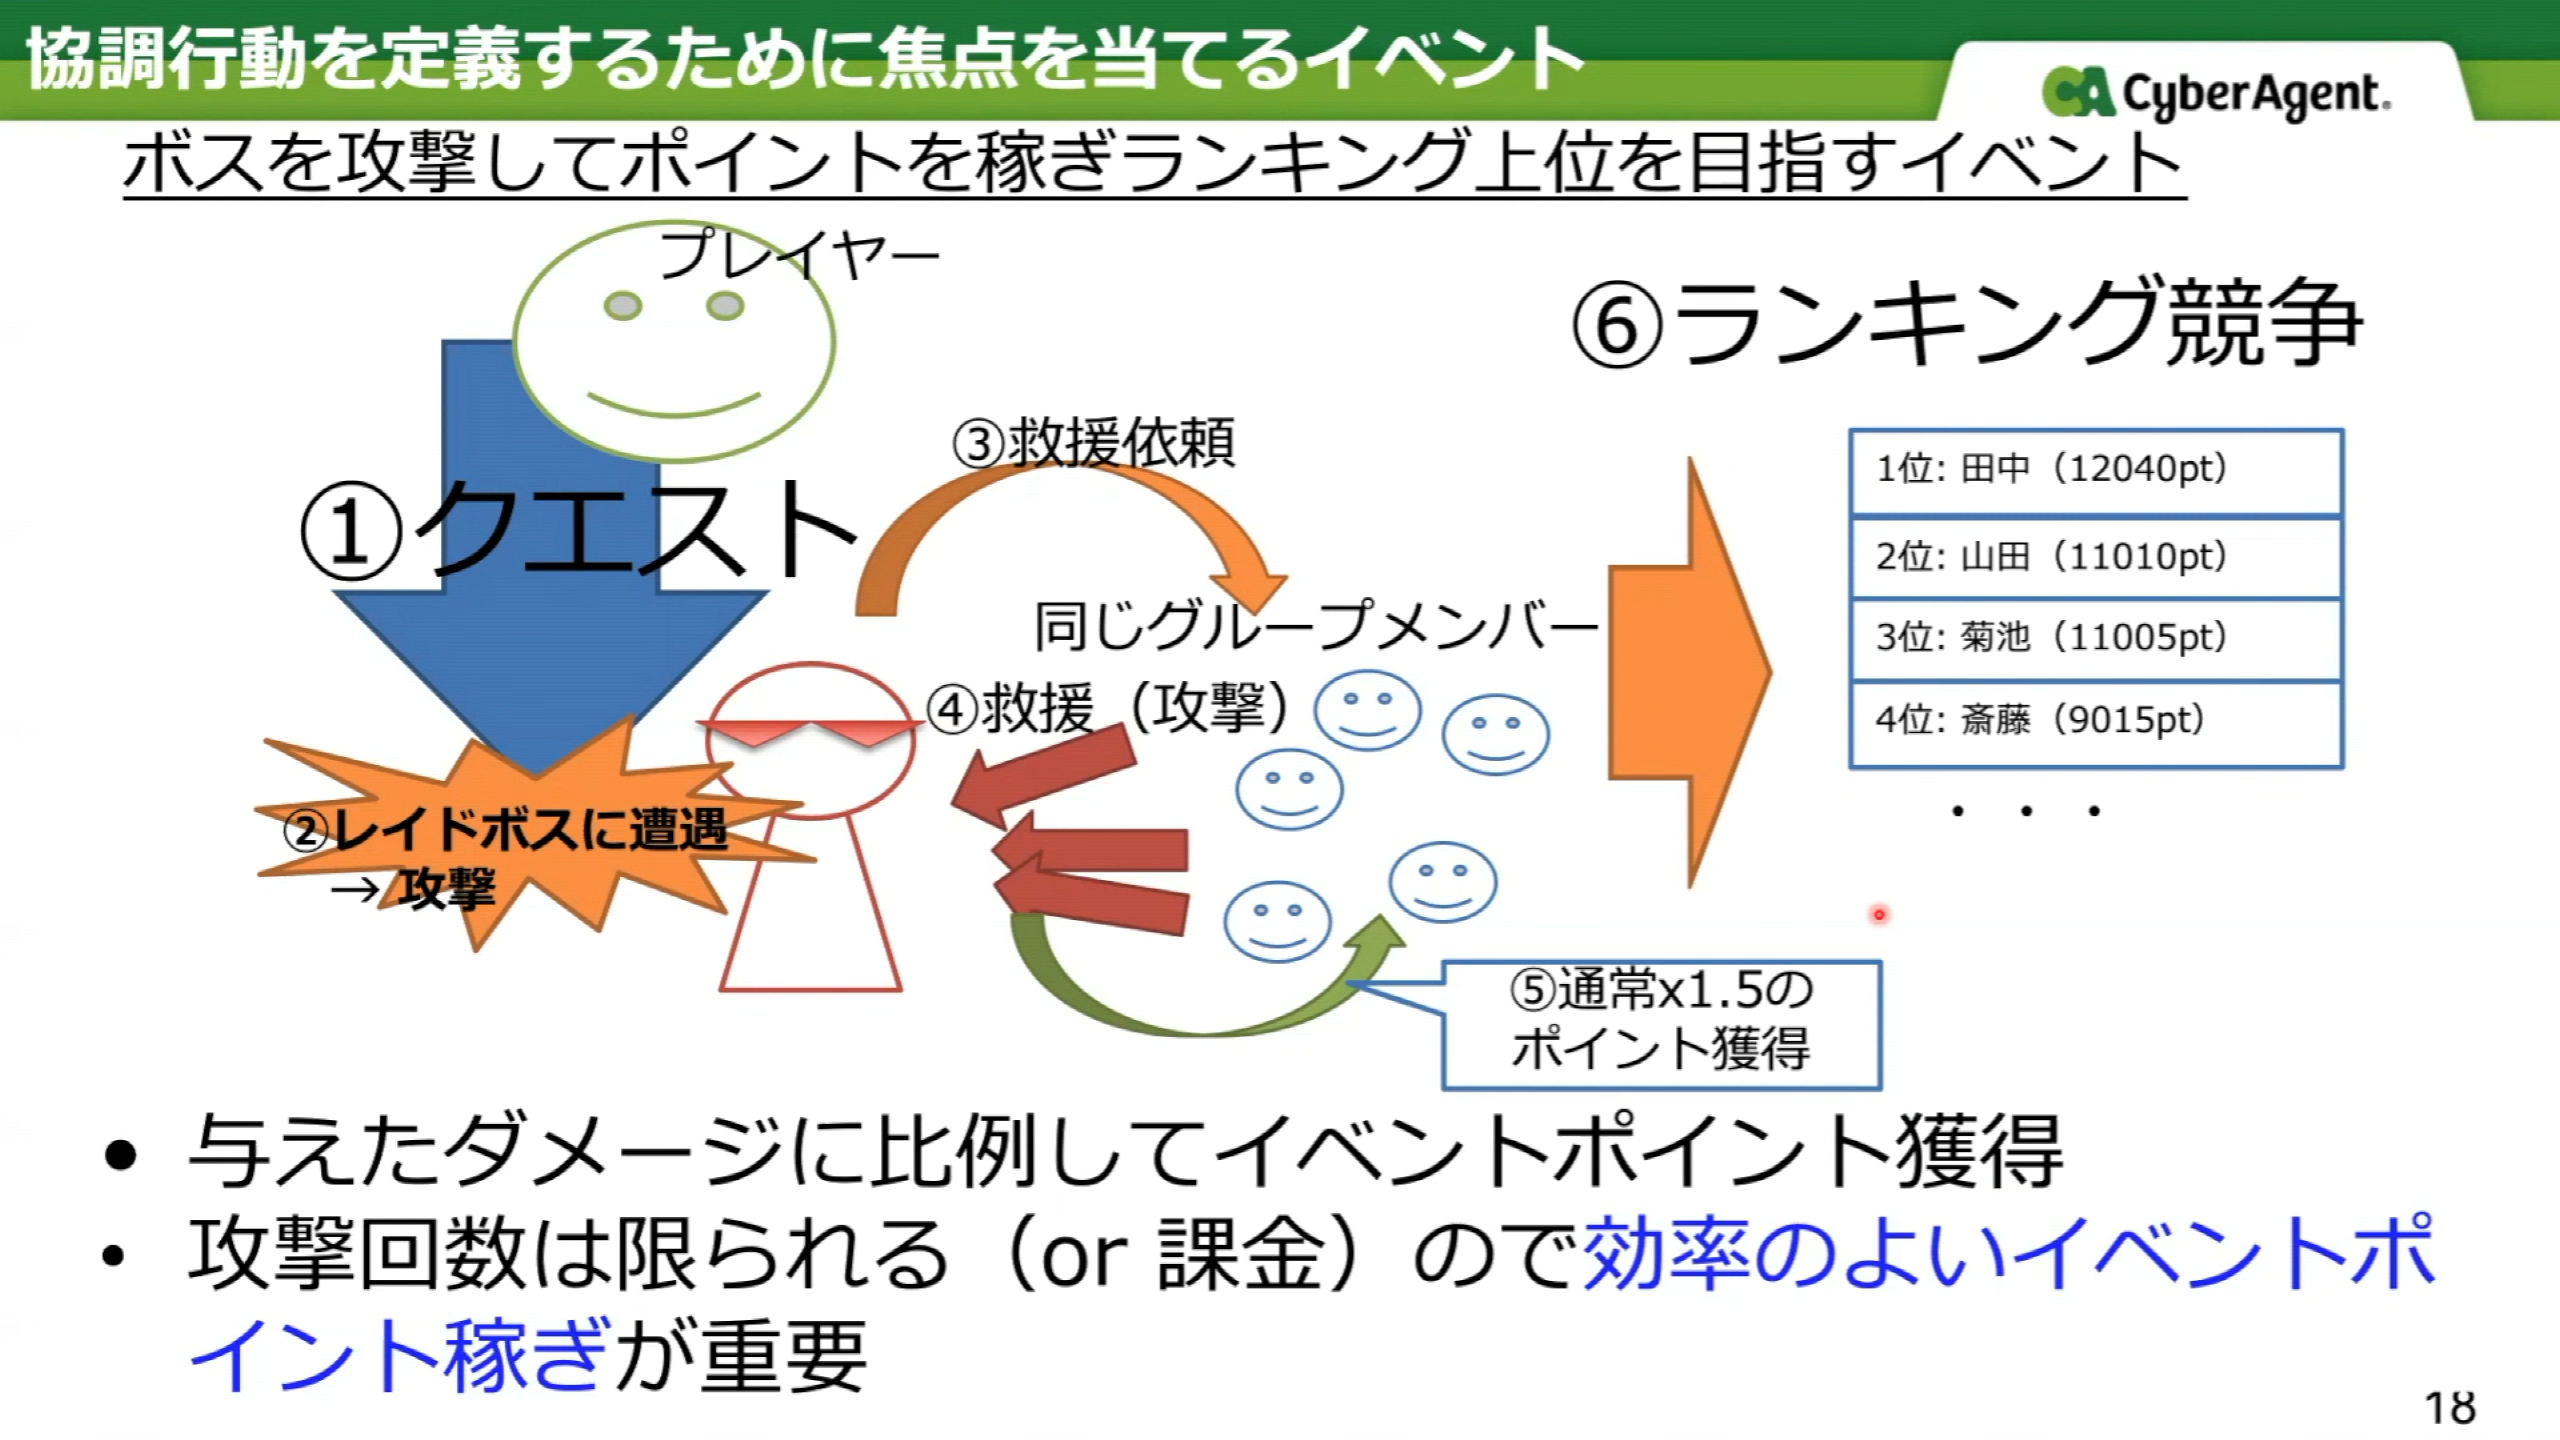 協調行動を定義するために焦点を当てるイベント
CA CyberAgent.
ボスを攻撃してポイントを稼ぎランキング上位を目指すイベント
プレイヤー
①クエスト
②レイドボスに遭遇
→ 攻撃
③救援依頼
同じグループメンバー
④救援（攻撃）
⑤通常x1.5の
ポイント獲得
⑥ランキング競争
1位: 田中（12040pt）
2位: 山田（11010pt）
3位: 菊池（11005pt）
4位: 斎藤（9015pt）
・・・
• 与えたダメージに比例してイベントポイント獲得
• 攻撃回数は限られる（or 課金）ので効率のよいイベントポ
イント稼ぎが重要
18